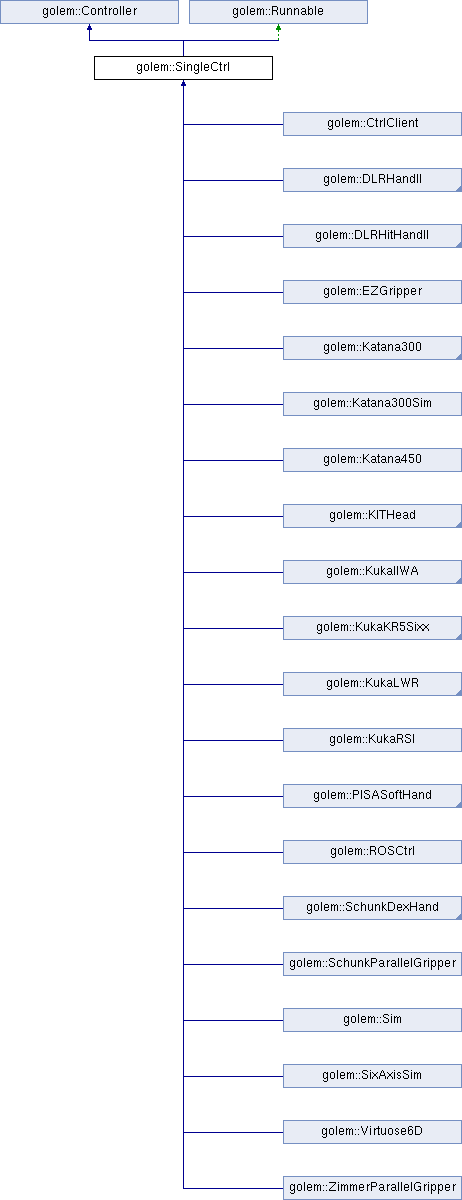 golem::Controller
golem::Runnable
golem::SingleCtrl
golem::CtrlClient
golem::DLRHandII
golem::DLRHitHandII
golem::EZGripper
golem::Katana300
golem::Katana300Sim
golem::Katana450
golem::KITHead
golem::KukaIIWA
golem::KukaKR5Sixx
golem::KukaLWR
golem::KukaRSI
golem::PISASoftHand
golem::ROSCtrl
golem::SchunkDexHand
golem::SchunkParallelGripper
golem::Sim
golem::SixAxisSim
golem::Virtuose6D
golem::ZimmerParallelGripper